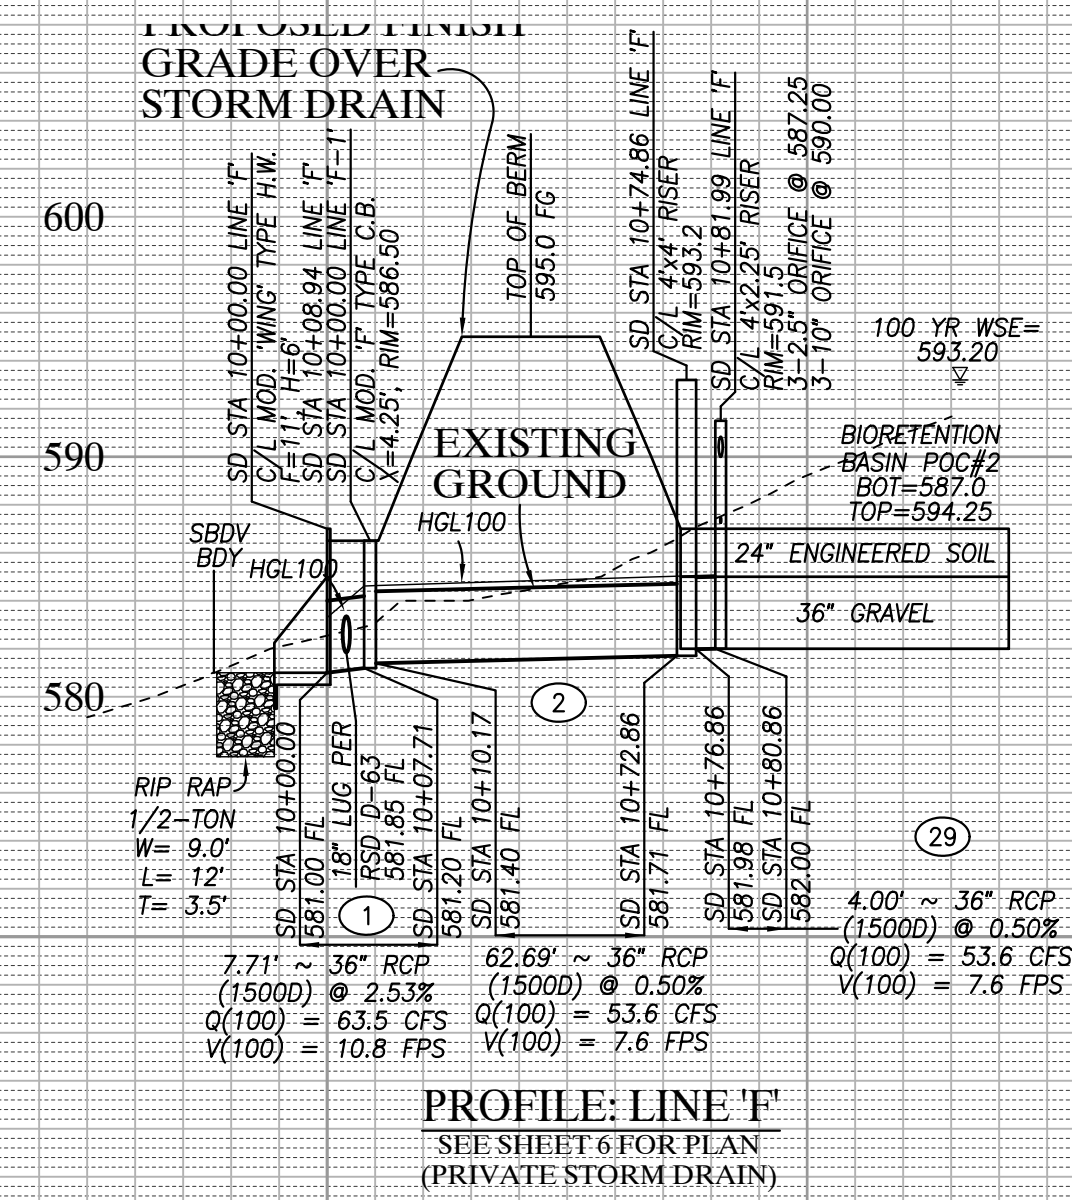 PROPOSED FINISH
GRADE OVER
STORM DRAIN
600
590
580
SD STA 10+00.00 LINE 'F'
C/L MOD. 'WING' TYPE H.W.
F=11', H=6'
SD STA 10+08.94 LINE 'F'
SD STA 10+00.00 LINE 'F-1'
C/L MOD. 'F' TYPE C.B.
X=4.25', RIM=586.50
TOP OF BERM
595.0 FG
SD STA 10+74.86 LINE 'F'
C/L 4'x4' RISER
RIM=593.2
SD STA 10+81.99 LINE 'F'
C/L 4'x2.25' RISER
RIM=591.5
3-2.5" ORIFICE @ 587.25
3-10" ORIFICE @ 590.00
100 YR WSE=
593.20
EXISTING
GROUND
HGL100
BIORETENTION
BASIN POC#2
BOT=587.0
TOP=594.25
SBDV
BDY
HGL100
24" ENGINEERED SOIL
36" GRAVEL
RIP RAP
1/2-TON
W= 9.0'
L= 12'
T= 3.5'
SD STA 10+00.00
581.00 FL
18" LUG PER
RSD D-63
581.85 FL
SD STA 10+07.71
581.20 FL
SD STA 10+10.17
581.40 FL
SD STA 10+72.86
581.71 FL
SD STA 10+76.86
581.98 FL
SD STA 10+80.86
582.00 FL
1
2
29
7.71' ~ 36" RCP
(1500D) @ 2.53%
Q(100) = 63.5 CFS
V(100) = 10.8 FPS
62.69' ~ 36" RCP
(1500D) @ 0.50%
Q(100) = 53.6 CFS
V(100) = 7.6 FPS
4.00' ~ 36" RCP
(1500D) @ 0.50%
Q(100) = 53.6 CFS
V(100) = 7.6 FPS
PROFILE: LINE 'F'
SEE SHEET 6 FOR PLAN
(PRIVATE STORM DRAIN)